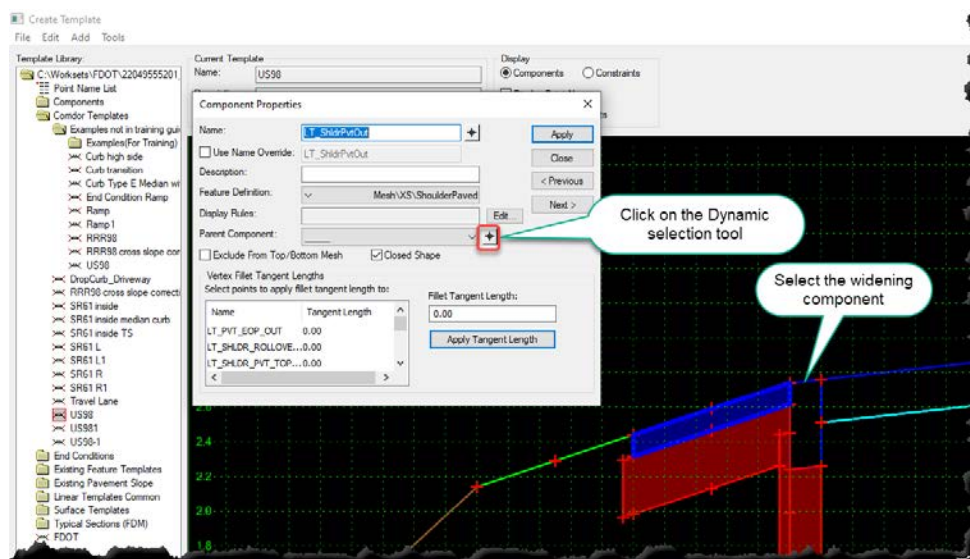 Create Template
File Edit Add Tools
Template Library:
C:\Worksets\FDOT\22049555201
Point Name List
Components
Corridor Templates
Examples not in training gui
Examples(For Training)
Curb high side
Curb transition
Curb Type E Median wi
End Condition Ramp
Ramp
Ramp1
RRR98
RRR98 cross slope cor
US98
DropCurb_Driveway
RRR98 cross slope correcti
SR61 inside
SR61 inside median curb
SR61 inside TS
SR61 L
SR61 L1
SR61 R
SR61 R1
Travel Lane
US98
US981
US98-1
End Conditions
Existing Feature Templates
Existing Pavement Slope
Linear Templates Common
Surface Templates
Typical Sections (FDM)
FDOT
Current Template
Name: US98
Display
Components Constraints
Component Properties
Name: LT_ShldrPvtOut
Use Name Override: LT_ShldrPvtOut
Description:
Feature Definition: Mesh\XS\ShoulderPaved
Display Rules: Edit...
Parent Component:
Exclude From Top/Bottom Mesh Closed Shape
Vertex Fillet Tangent Lengths
Select points to apply fillet tangent length to:
Name Tangent Length
LT_PVT_EOP_OUT 0.00
LT_SHLDR_ROLLOVE...0.00
LT_SHLDR_PVT_TOP...0.00
Fillet Tangent Length:
0.00
Apply Tangent Length
Apply
Close
< Previous
Next >
Click on the Dynamic
selection tool
Select the widening
component
2.6
2.4
2.2
2.0
1.8